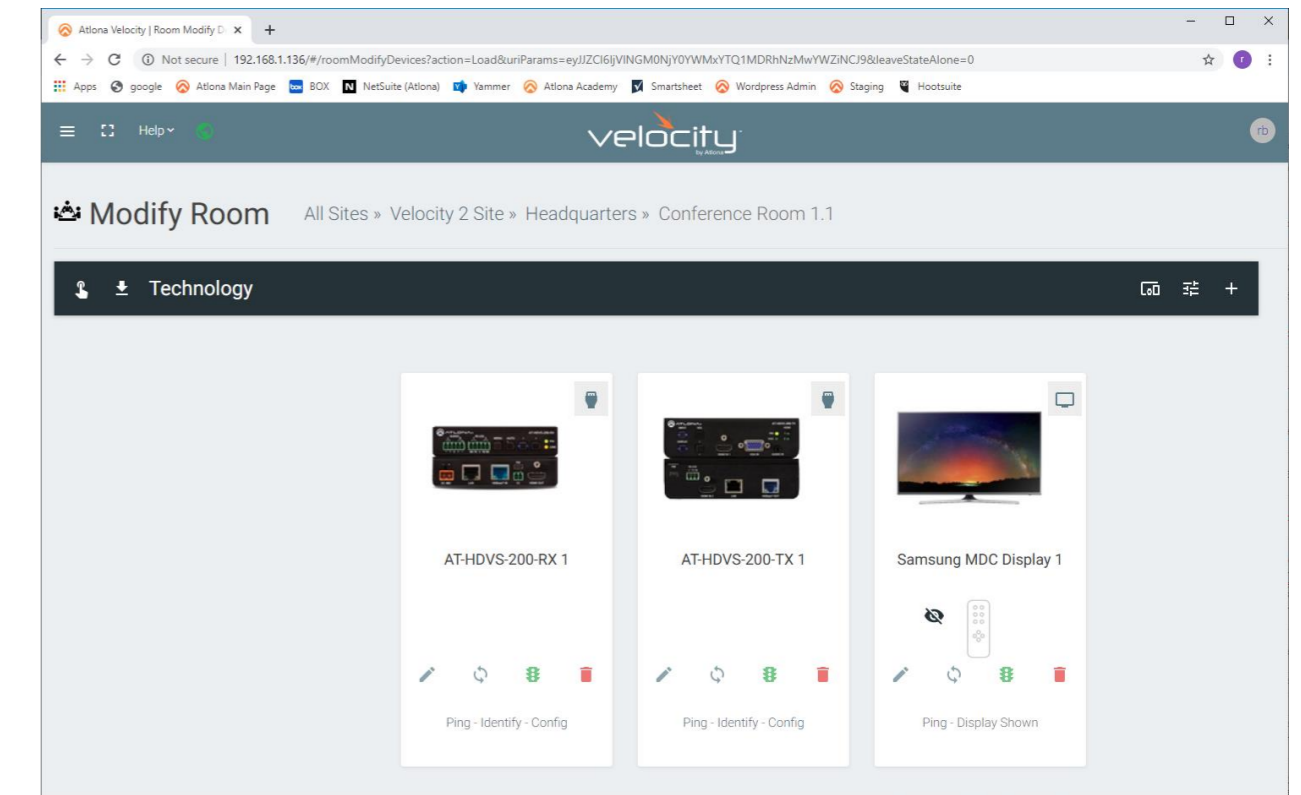 Atlona Velocity | Room Modify D
Not secure | 192.168.1.136/#/roomModifyDevices?action=Load&uriParams=eyJJZCI6IjVINGM0NjY0YWMxYTQ1MDRhNzMwYWZiNCJ9&leaveStateAlone=0
r
Apps google Atlona Main Page box BOX N NetSuite (Atlona) Yammer Atlona Academy Smartsheet Wordpress Admin Staging Hootsuite
Help
velocity
by Atlona
rb
Modify Room All Sites » Velocity 2 Site » Headquarters » Conference Room 1.1
Technology
AT-HDVS-200-RX 1 AT-HDVS-200-TX 1 Samsung MDC Display 1
Ping - Identify - Config Ping - Identify - Config Ping - Display Shown